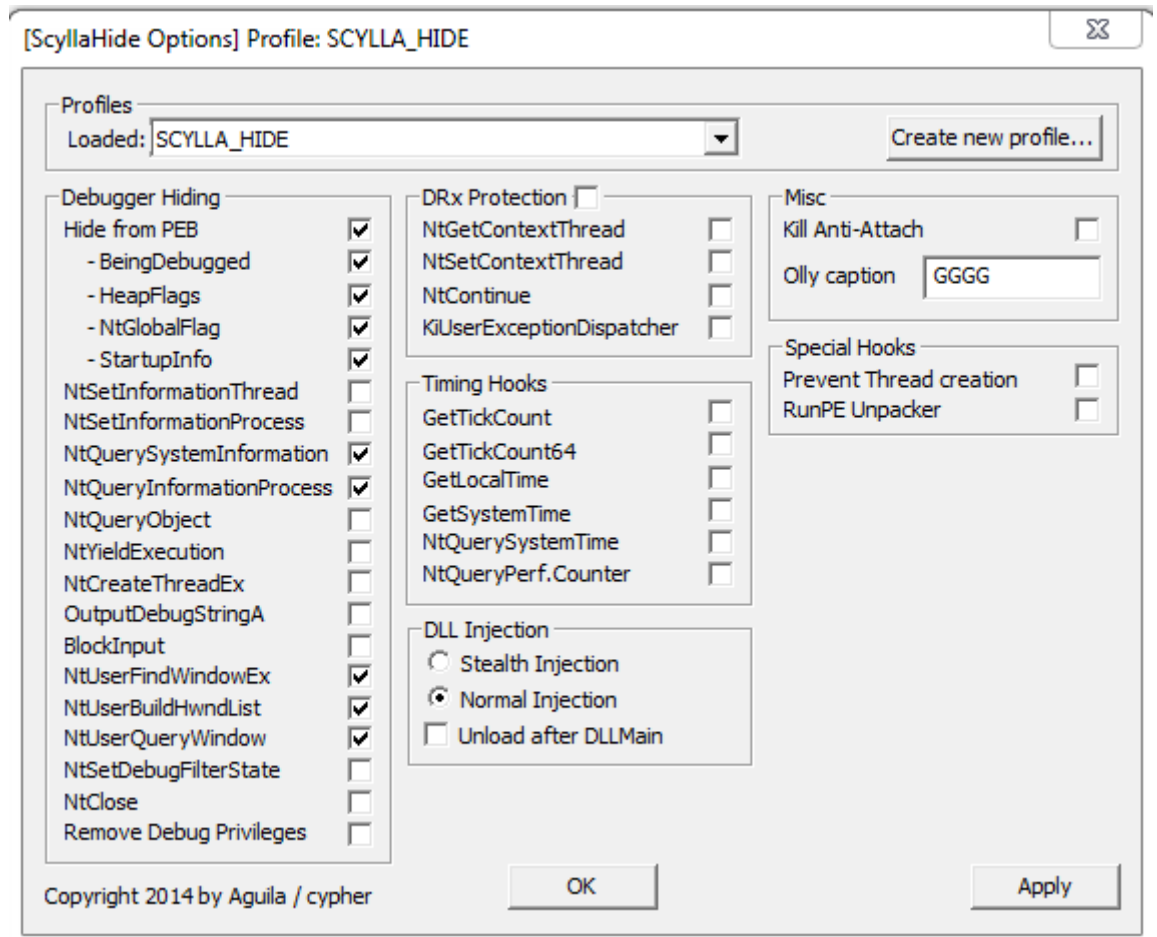 [ScyllaHide Options] Profile: SCYLLA_HIDE
Profiles
Loaded: SCYLLA_HIDE
Create new profile...
Debugger Hiding
Hide from PEB
- BeingDebugged
- HeapFlags
- NtGlobalFlag
- StartupInfo
NtSetInformationThread
NtSetInformationProcess
NtQuerySystemInformation
NtQueryInformationProcess
NtQueryObject
NtYieldExecution
NtCreateThreadEx
OutputDebugStringA
BlockInput
NtUserFindWindowEx
NtUserBuildHwndList
NtUserQueryWindow
NtSetDebugFilterState
NtClose
Remove Debug Privileges
DRx Protection
NtGetContextThread
NtSetContextThread
NtContinue
KiUserExceptionDispatcher
Timing Hooks
GetTickCount
GetTickCount64
GetLocalTime
GetSystemTime
NtQuerySystemTime
NtQueryPerf.Counter
DLL Injection
Stealth Injection
Normal Injection
Unload after DLLMain
Misc
Kill Anti-Attach
Olly caption GGGG
Special Hooks
Prevent Thread creation
RunPE Unpacker
Copyright 2014 by Aguila / cypher
OK
Apply